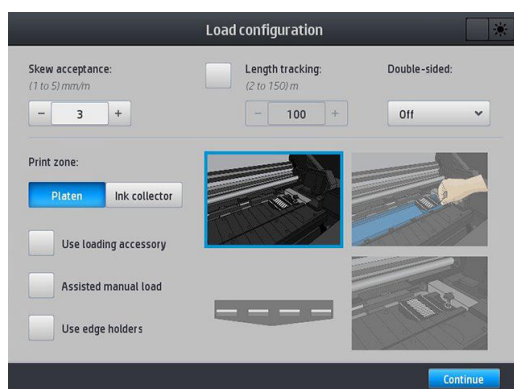 Load configuration
Skew acceptance:
(1 to 5) mm/m
- 3 +
Length tracking:
(2 to 150) m
- 100 +
Double-sided:
Off
Print zone:
Platen
Ink collector
Use loading accessory
Assisted manual load
Use edge holders
Continue